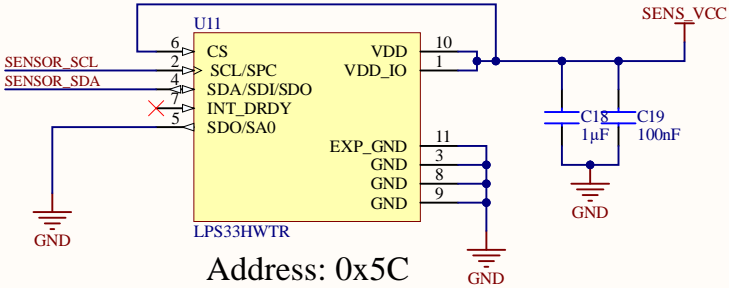 U11
SENS_VCC
6 CS VDD 10
SENSOR_SCL 2 SCL/SPC VDD_IO 1
SENSOR_SDA 4 SDA/SDI/SDO
7 INT_DRDY
5 SDO/SA0
C18 C19
1µF 100nF
EXP_GND 11
GND 3
GND 8
GND 9
GND
GND
LPS33HWTR
GND
Address: 0x5C